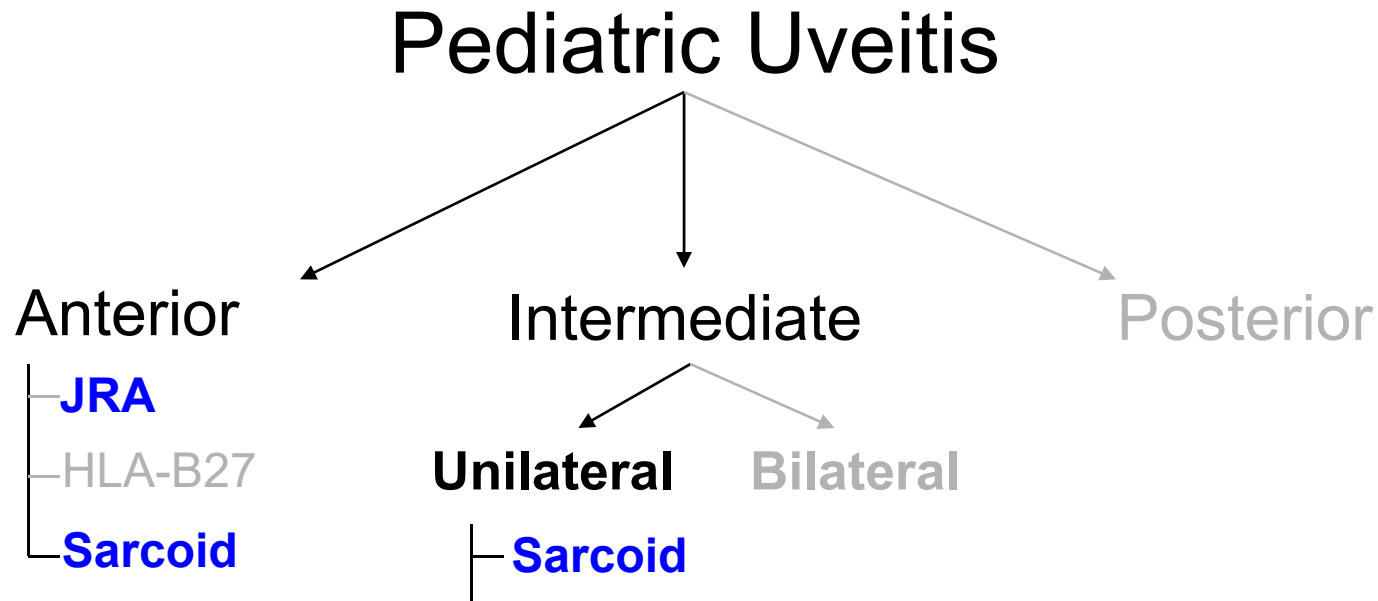 Pediatric Uveitis
Anterior
Intermediate
Posterior
JRA
HLA-B27
Sarcoid
Unilateral
Bilateral
Sarcoid